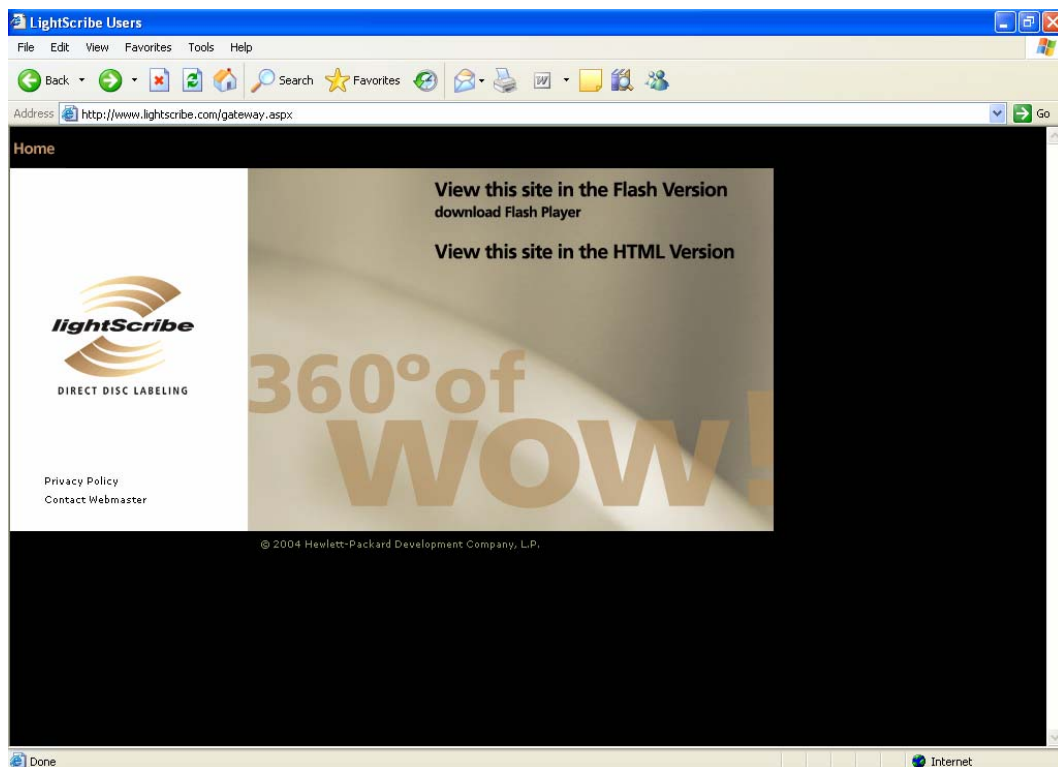 LightScribe Users
File Edit View Favorites Tools Help
Back Search Favorites
Address http://www.lightscribe.com/gateway.aspx Go
Home
View this site in the Flash Version
download Flash Player
View this site in the HTML Version
lightScribe
DIRECT DISC LABELING
360° of
WOW!
Privacy Policy
Contact Webmaster
© 2004 Hewlett-Packard Development Company, L.P.
Done Internet